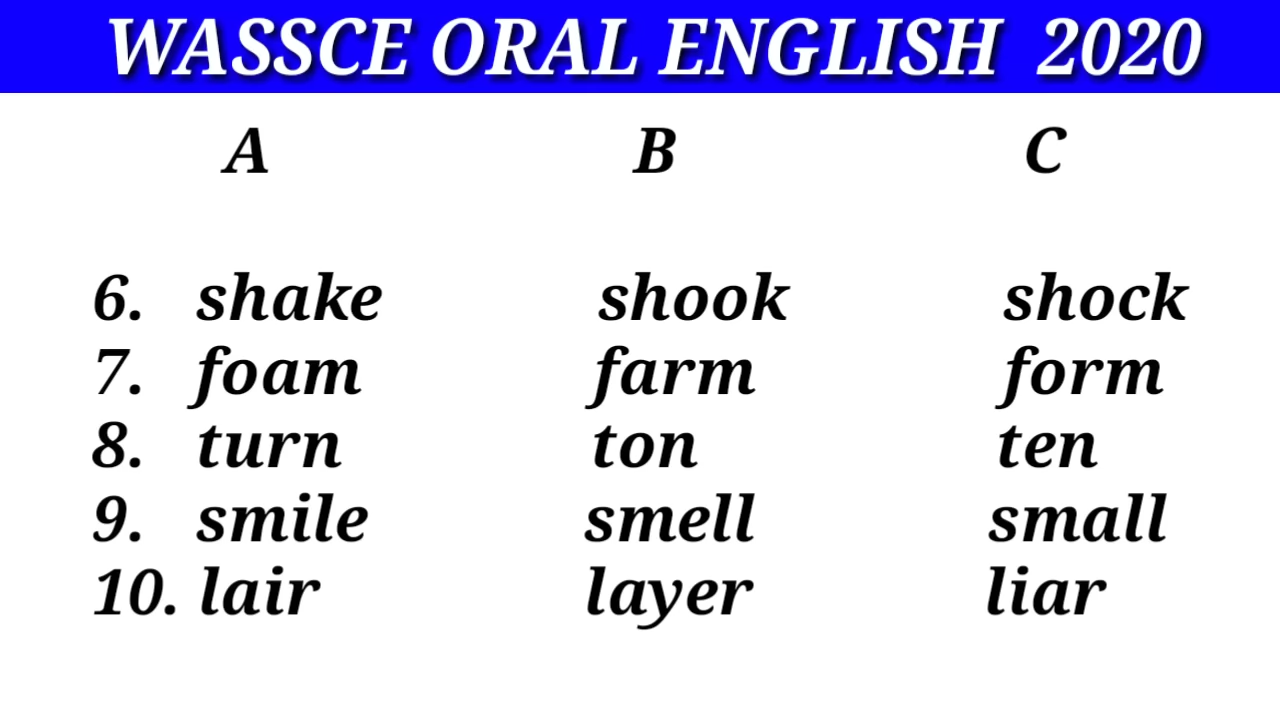 WASSCE ORAL ENGLISH 2020
A B C
6. shake shook shock
7. foam farm form
8. turn ton ten
9. smile smell small
10. lair layer liar